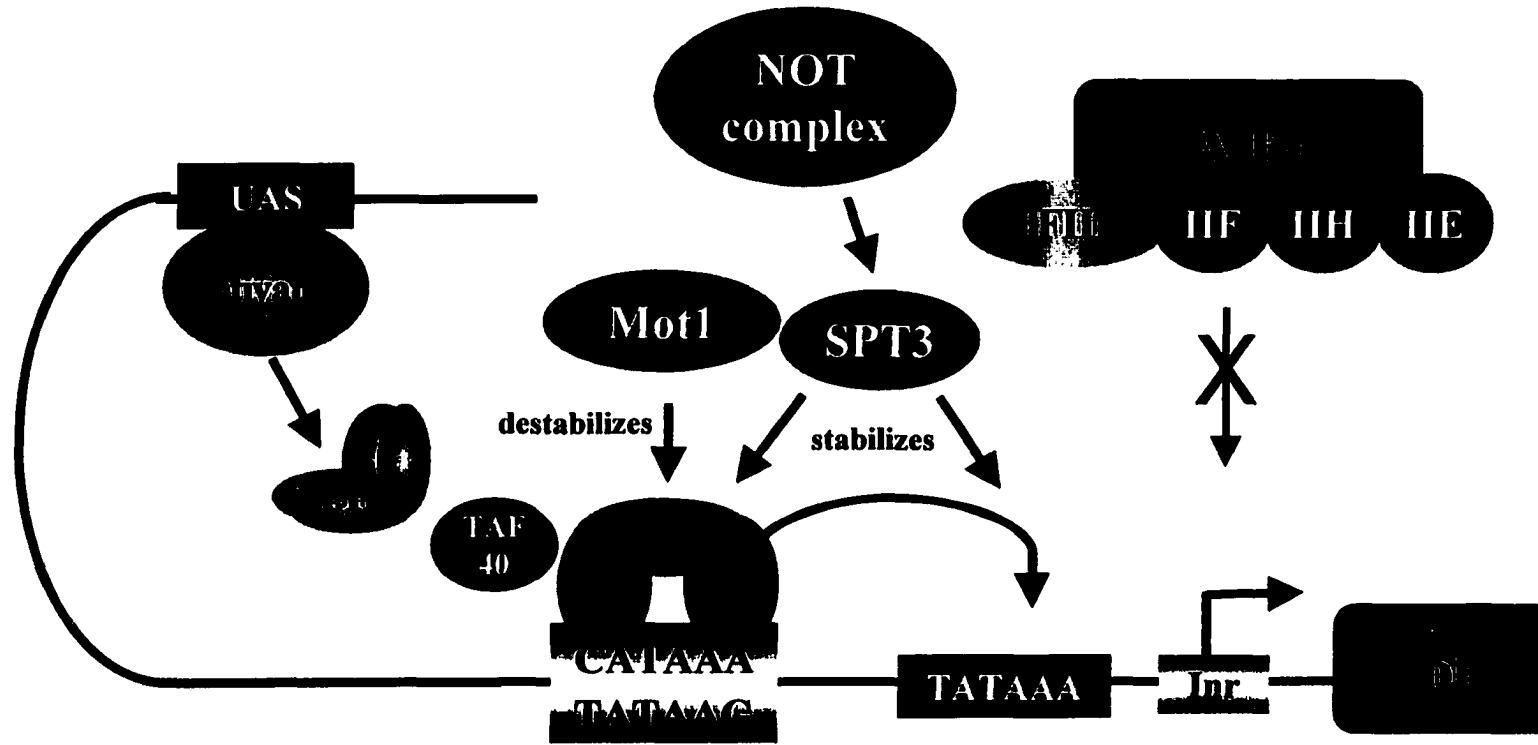 NOT
complex
UAS
IIF
IIH
IIE
Mot1
SPT3
destabilizes
stabilizes
TAF
40
CATAAA
TATAAG
TATAAA
Inr